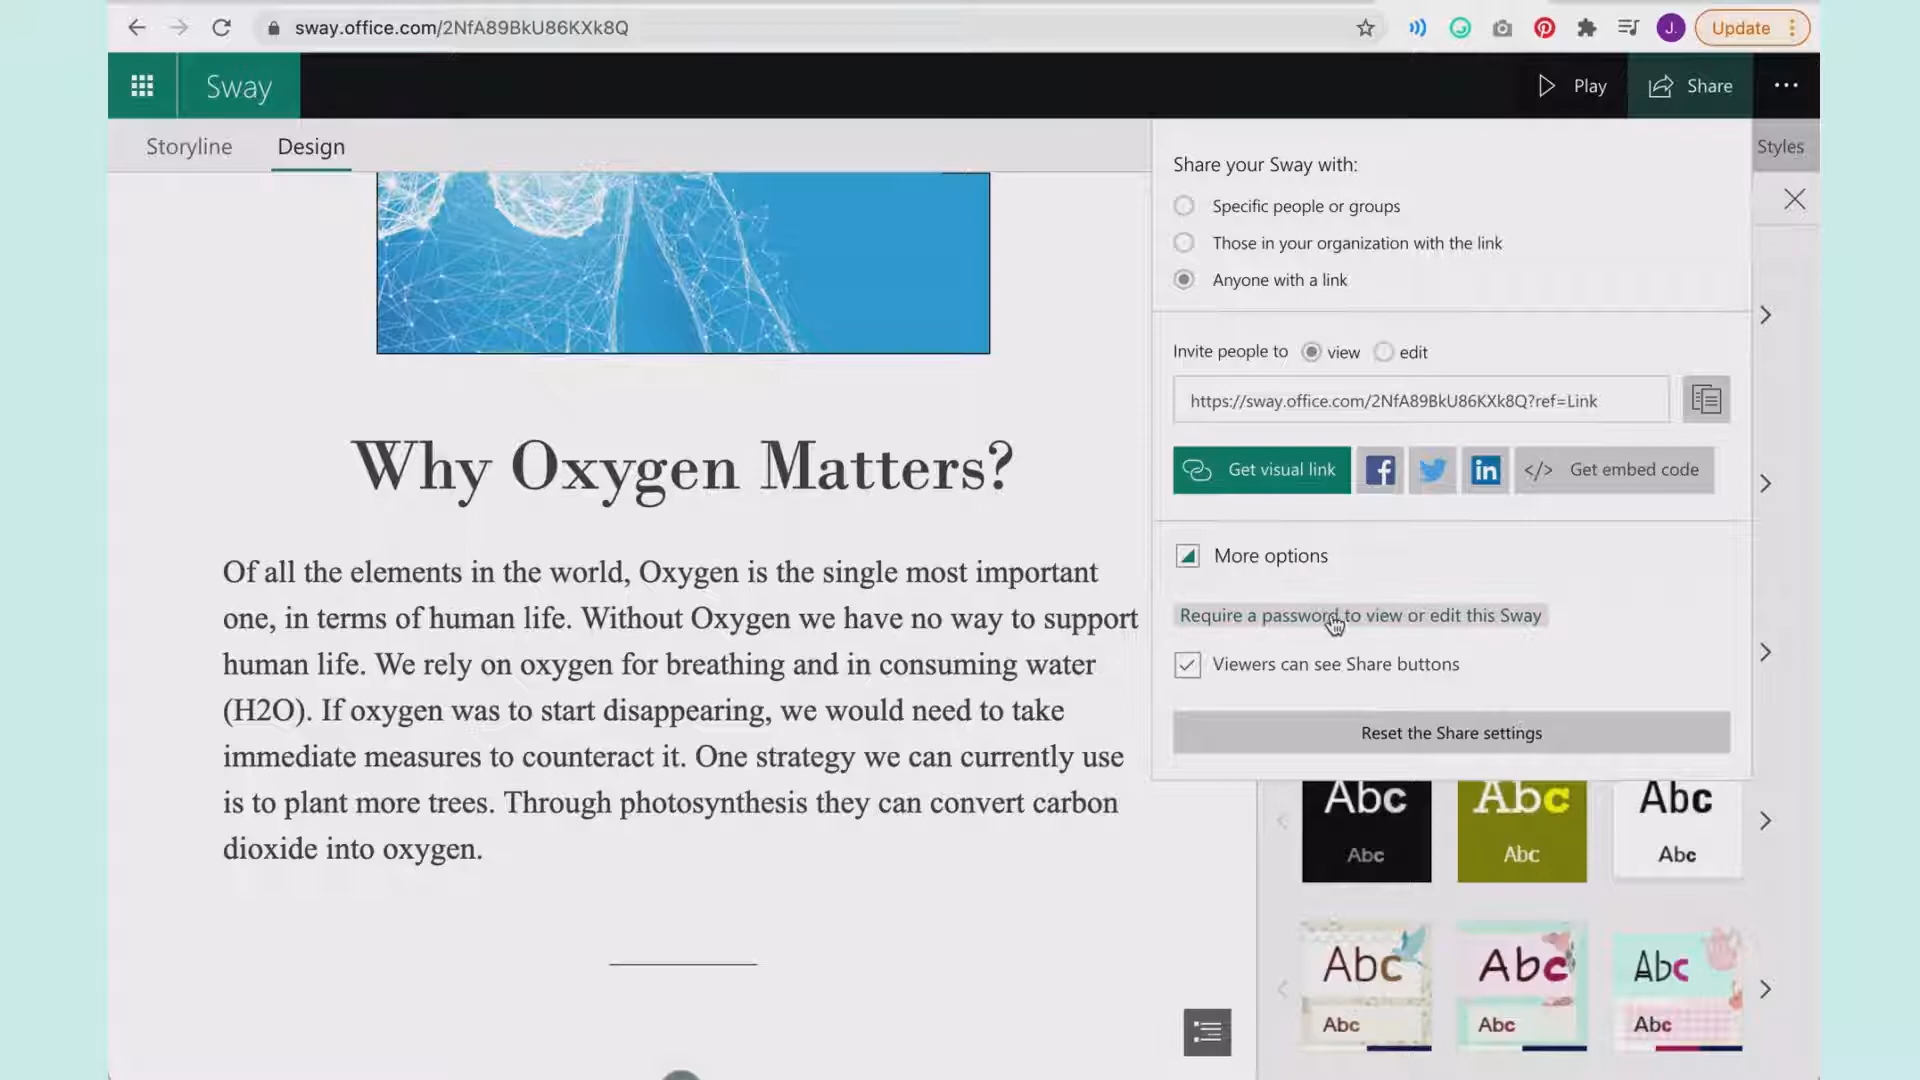 sway.office.com/2NfA89BkU86KXk8Q
J.
Update
Sway
Play
Share
Storyline
Design
Styles
Share your Sway with:
Specific people or groups
Those in your organization with the link
Anyone with a link
Invite people to view edit
https://sway.office.com/2NfA89BkU86KXk8Q?ref=Link
Get visual link
f
in
</> Get embed code
More options
Require a password to view or edit this Sway
Viewers can see Share buttons
Reset the Share settings
Why Oxygen Matters?
Of all the elements in the world, Oxygen is the single most important
one, in terms of human life. Without Oxygen we have no way to support
human life. We rely on oxygen for breathing and in consuming water
(H2O). If oxygen was to start disappearing, we would need to take
immediate measures to counteract it. One strategy we can currently use
is to plant more trees. Through photosynthesis they can convert carbon
dioxide into oxygen.
Abc Abc Abc
Abc Abc Abc
Abc Abc Abc
Abc Abc Abc